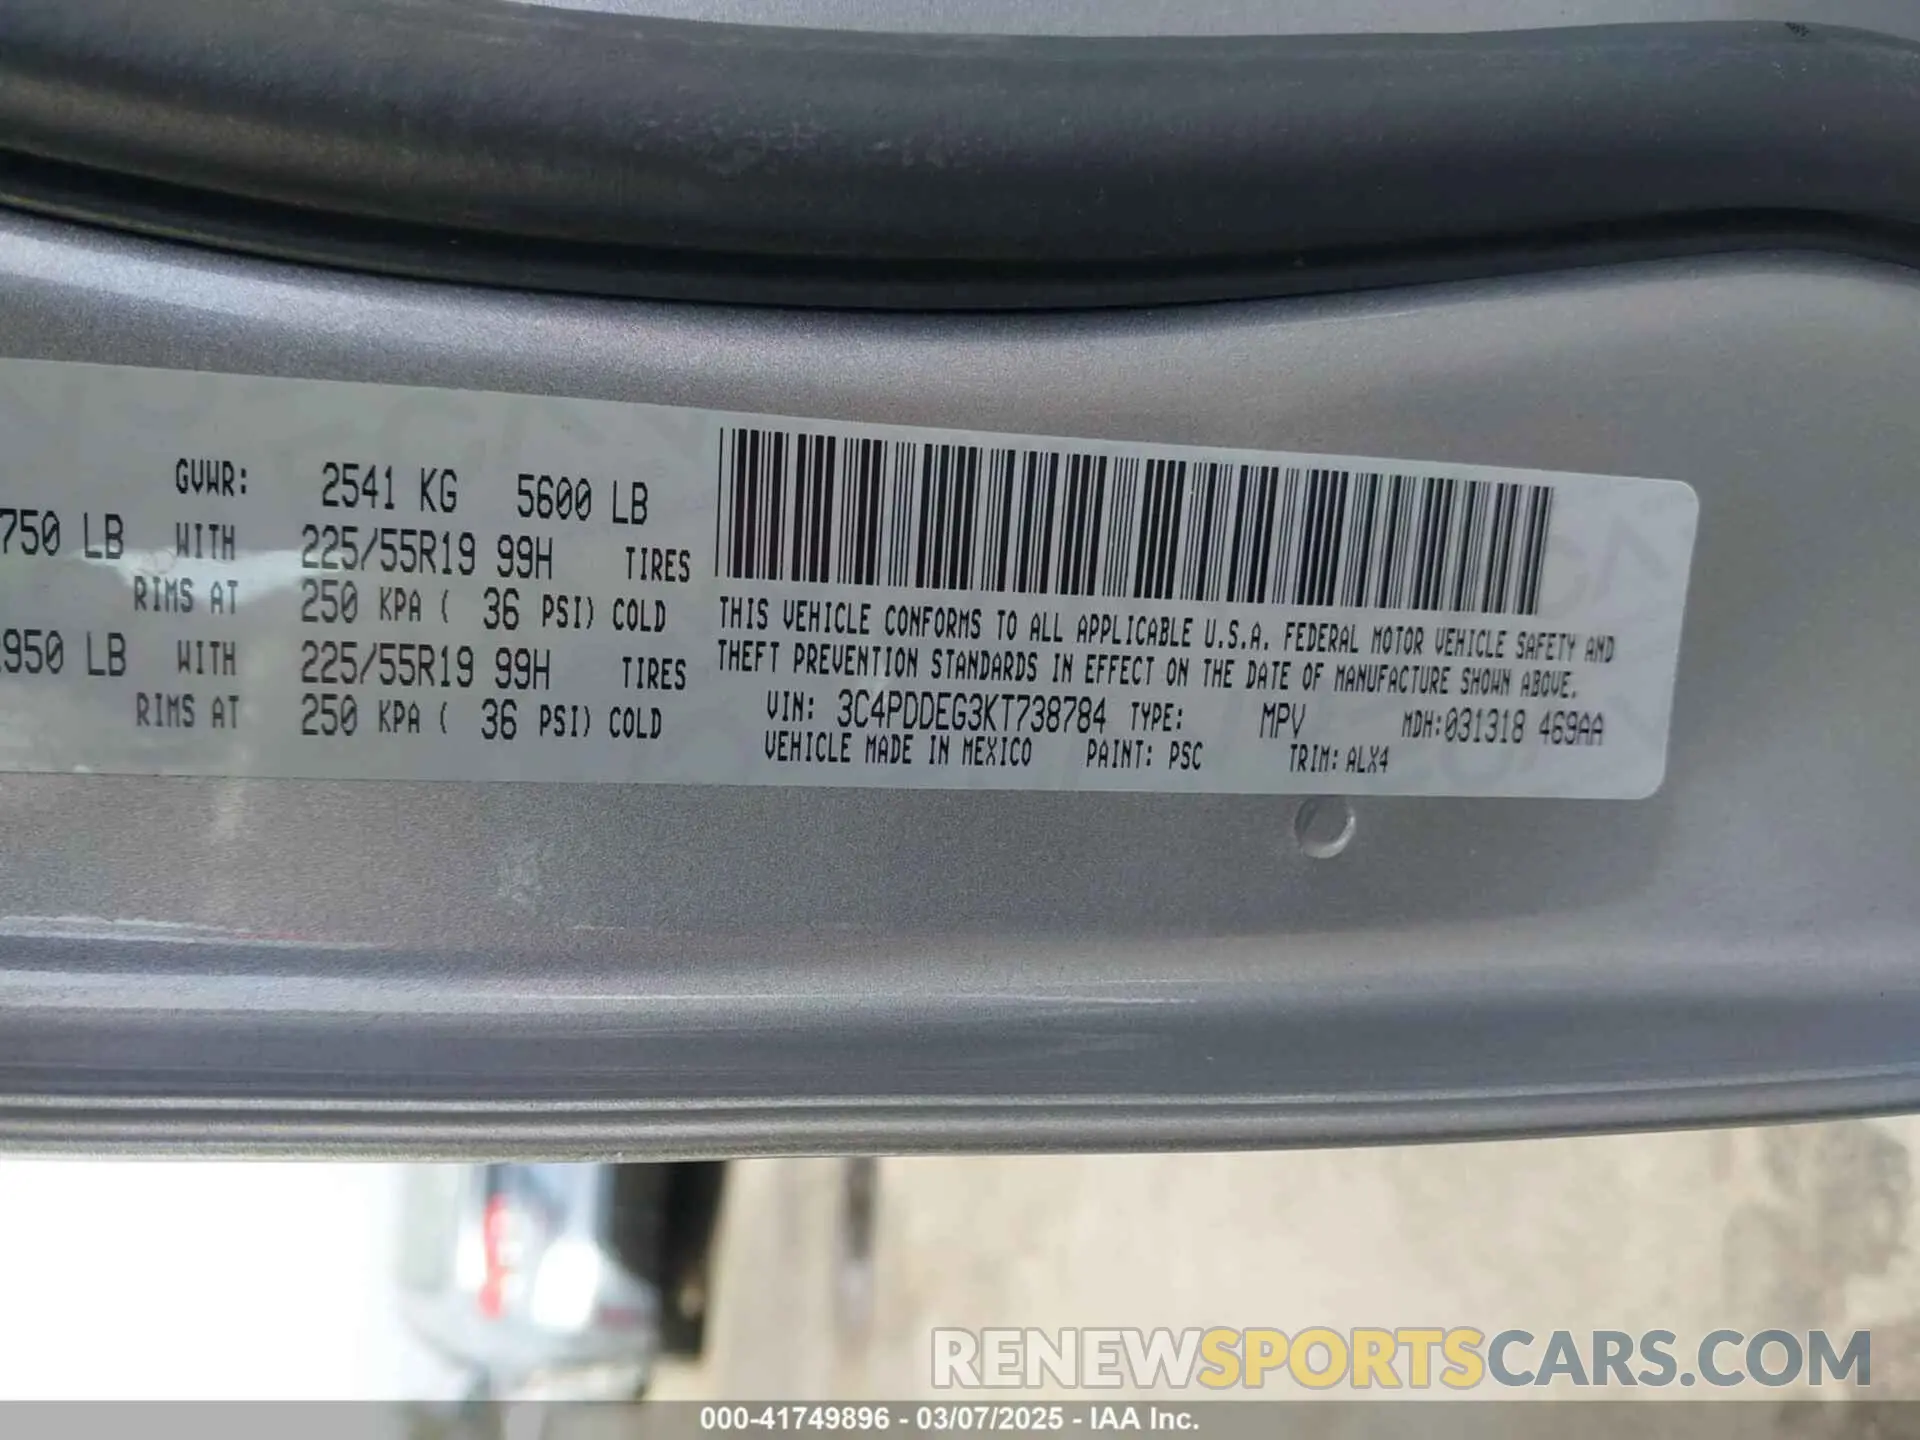 GVWR: 2541 KG 5600 LB
750 LB WITH 225/55R19 99H TIRES
RIMS AT 250 KPA ( 36 PSI) COLD
950 LB WITH 225/55R19 99H TIRES
RIMS AT 250 KPA ( 36 PSI) COLD
THIS VEHICLE CONFORMS TO ALL APPLICABLE U.S.A. FEDERAL MOTOR VEHICLE SAFETY AND
THEFT PREVENTION STANDARDS IN EFFECT ON THE DATE OF MANUFACTURE SHOWN ABOVE.
VIN: 3C4PDDEG3KT738784 TYPE: MPV MDH:031318 469AA
VEHICLE MADE IN MEXICO PAINT: PSC TRIM: ALX4
RENEWSPORTSCARS.COM
000-41749896 - 03/07/2025 - IAA Inc.